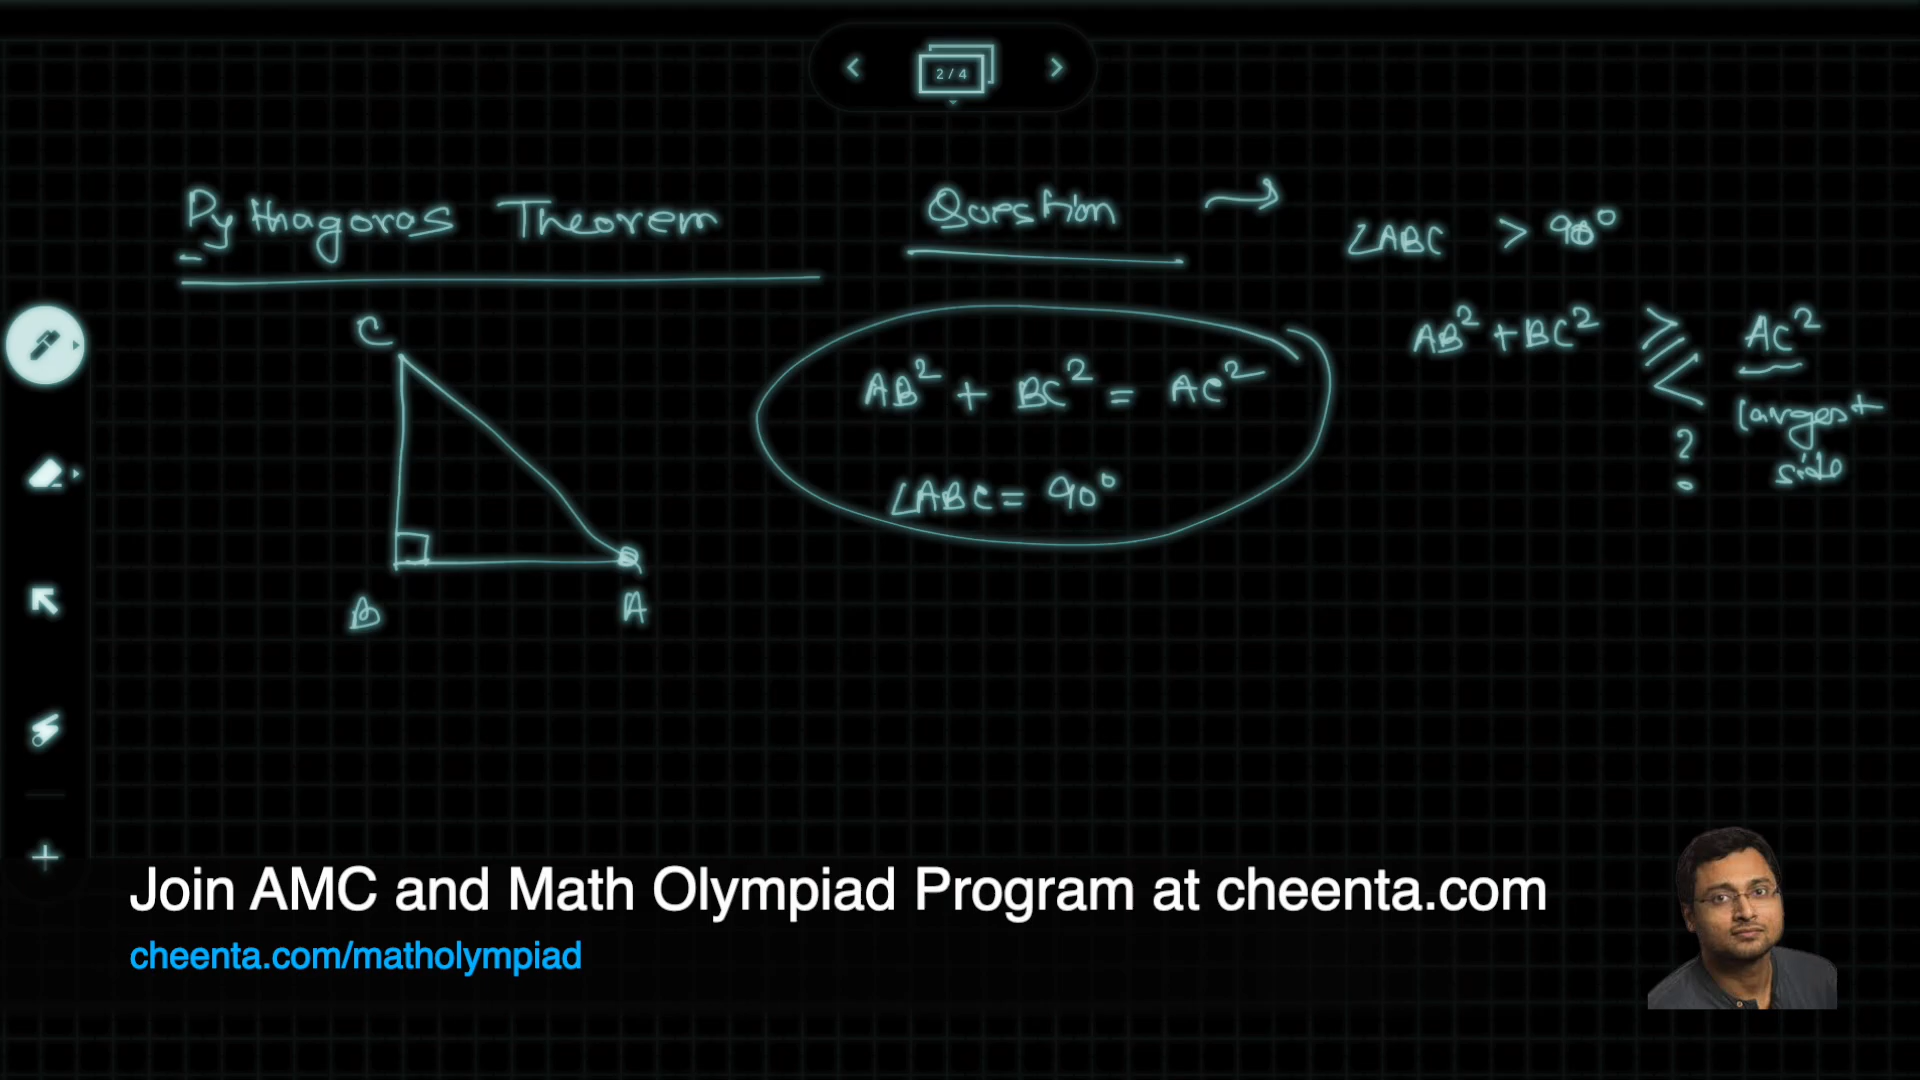 2 / 4
Pythagoras Theorem
Question →
∠ABC > 90°
C
AB² + BC² = AC²
∠ABC = 90°
AB² + BC² > < AC²
?
largest
side
B
A
Join AMC and Math Olympiad Program at cheenta.com
cheenta.com/matholympiad